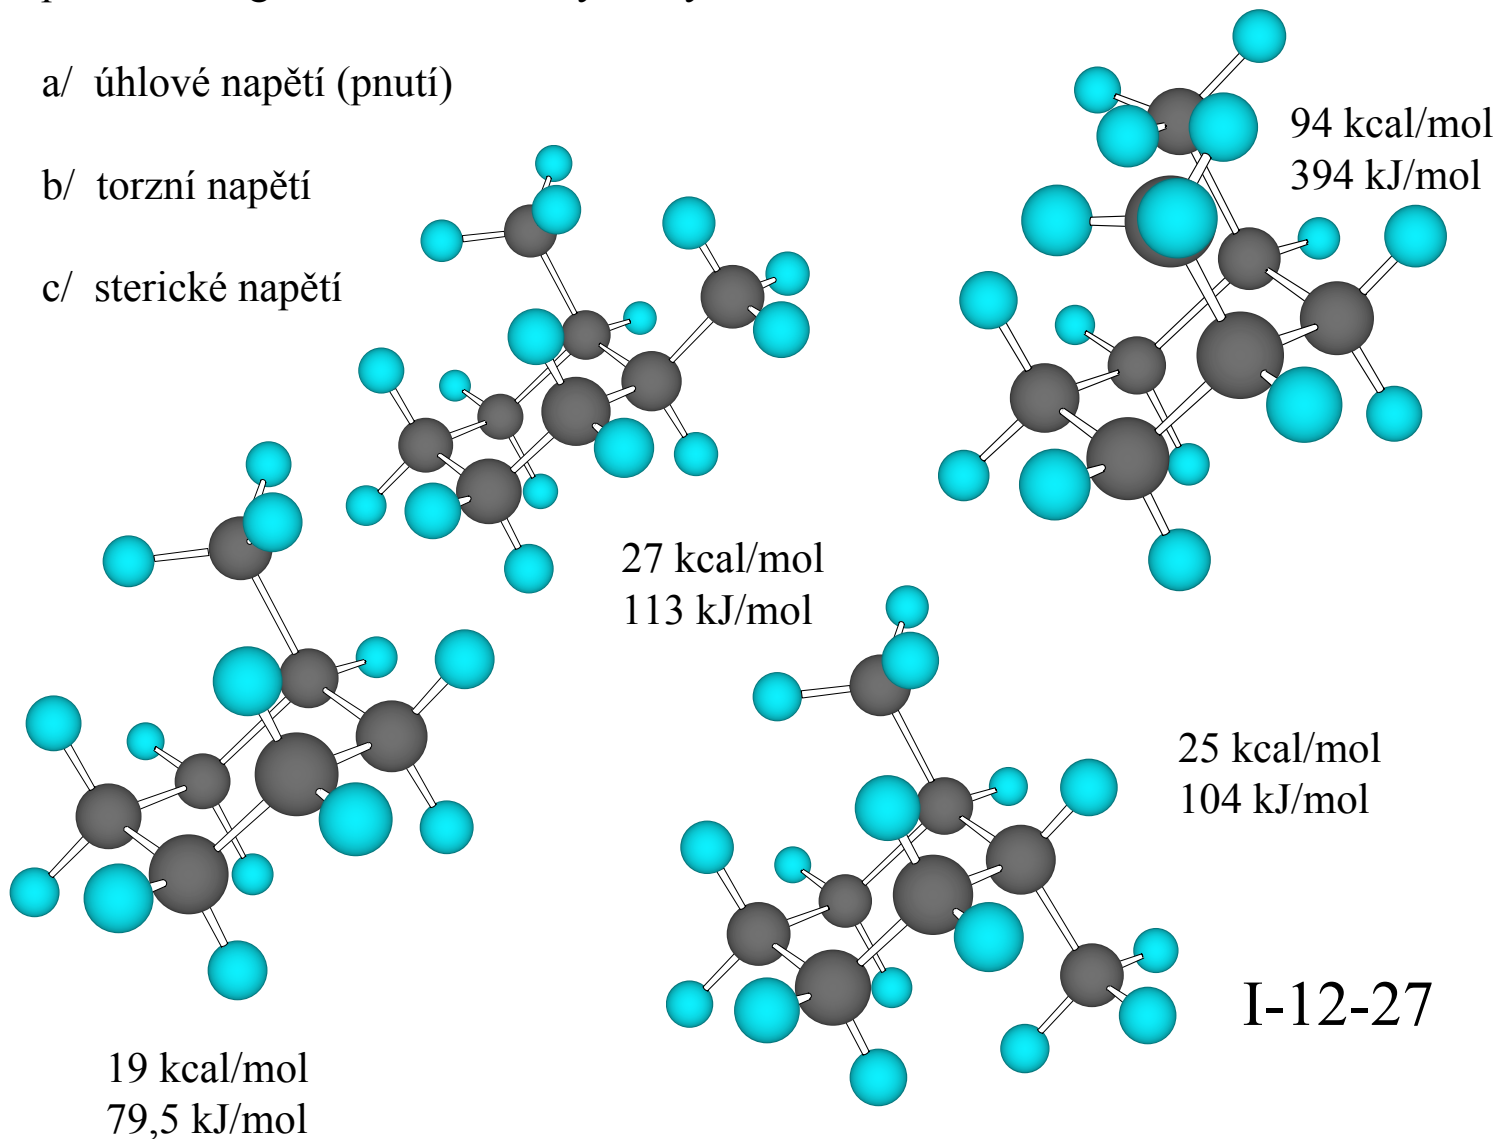 a/ úhlové napětí (pnutí)
94 kcal/mol
394 kJ/mol
b/ torzní napětí
c/ sterické napětí
27 kcal/mol
113 kJ/mol
25 kcal/mol
104 kJ/mol
I-12-27
19 kcal/mol
79,5 kJ/mol